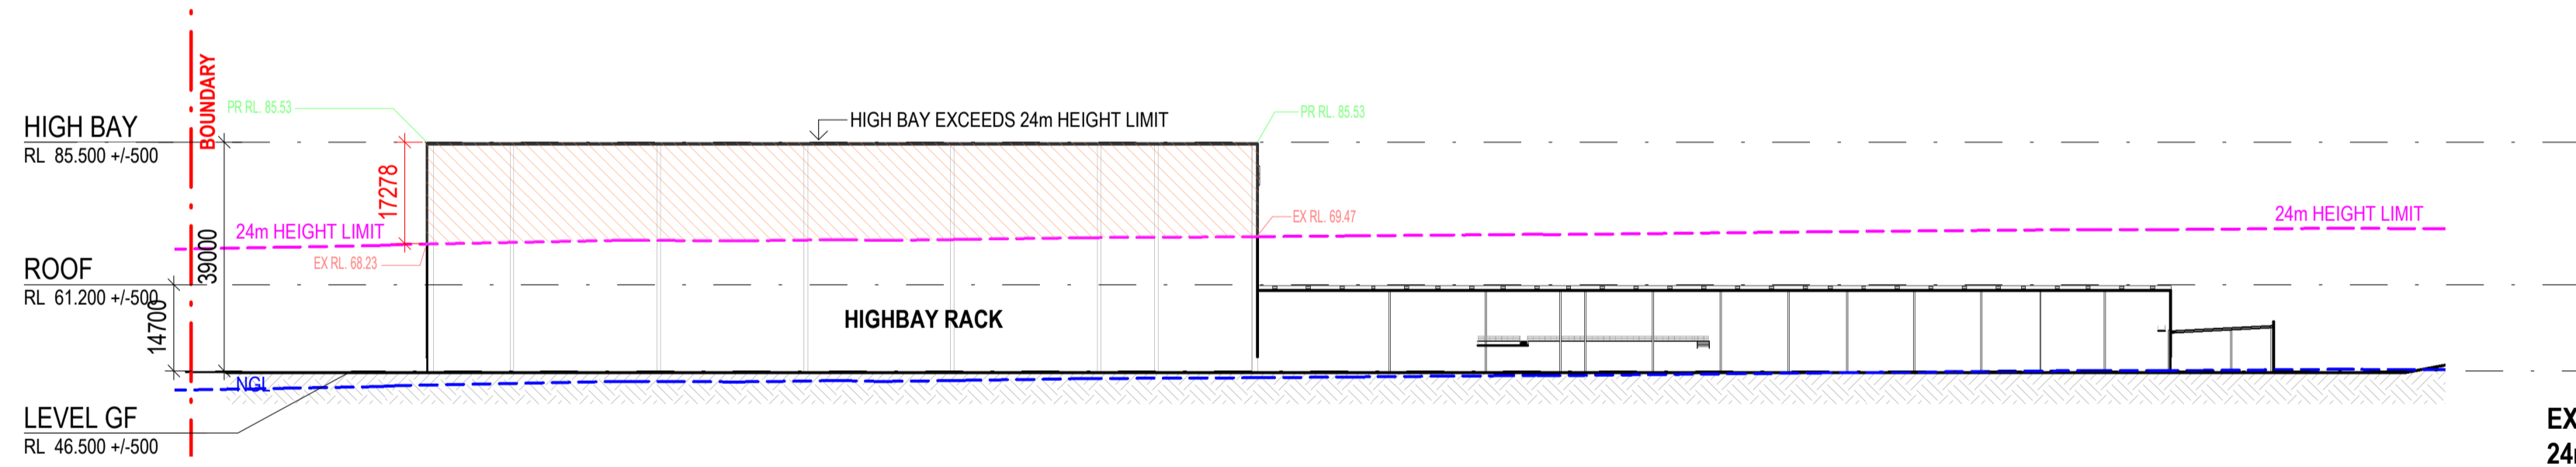 BOUNDARY
PR RL. 85.53
HIGH BAY
RL 85.500 +/-500
HIGH BAY EXCEEDS 24m HEIGHT LIMIT
PR RL. 85.53
17278
24m HEIGHT LIMIT
EX RL. 69.47
24m HEIGHT LIMIT
39000
EX RL. 68.23
ROOF
RL 61.200 +/-500
14700
HIGHBAY RACK
NGL
LEVEL GF
RL 46.500 +/-500
EX